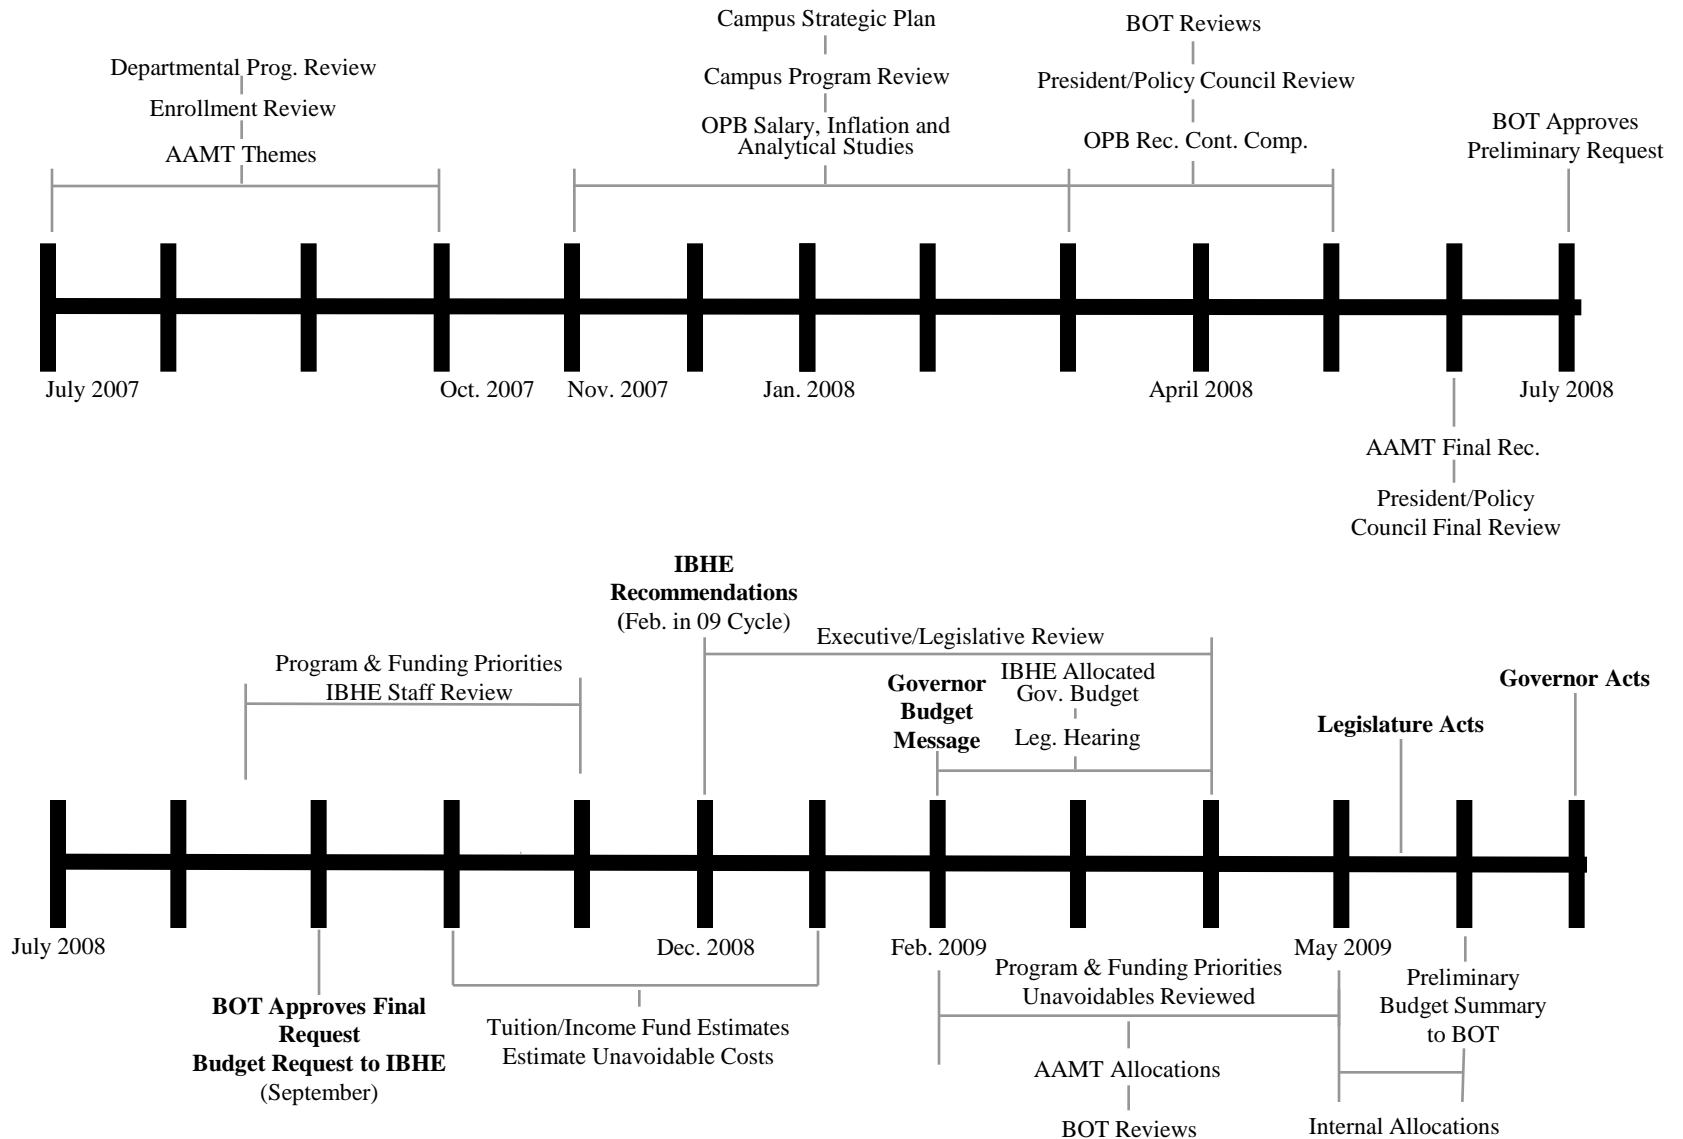 Campus Strategic Plan
BOT Reviews
Departmental Prog. Review
Campus Program Review
President/Policy Council Review
Enrollment Review
OPB Salary, Inflation and
Analytical Studies
OPB Rec. Cont. Comp.
BOT Approves
Preliminary Request
AAMT Themes
July 2007
Oct. 2007
Nov. 2007
Jan. 2008
April 2008
July 2008
AAMT Final Rec.
President/Policy
Council Final Review
IBHE
Recommendations
(Feb. in 09 Cycle)
Executive/Legislative Review
Program & Funding Priorities
IBHE Staff Review
Governor
Budget
Message
IBHE Allocated
Gov. Budget
Leg. Hearing
Legislature Acts
Governor Acts
July 2008
Dec. 2008
Feb. 2009
May 2009
BOT Approves Final
Request
Budget Request to IBHE
(September)
Tuition/Income Fund Estimates
Estimate Unavoidable Costs
Program & Funding Priorities
Unavoidables Reviewed
AAMT Allocations
BOT Reviews
Preliminary
Budget Summary
to BOT
Internal Allocations